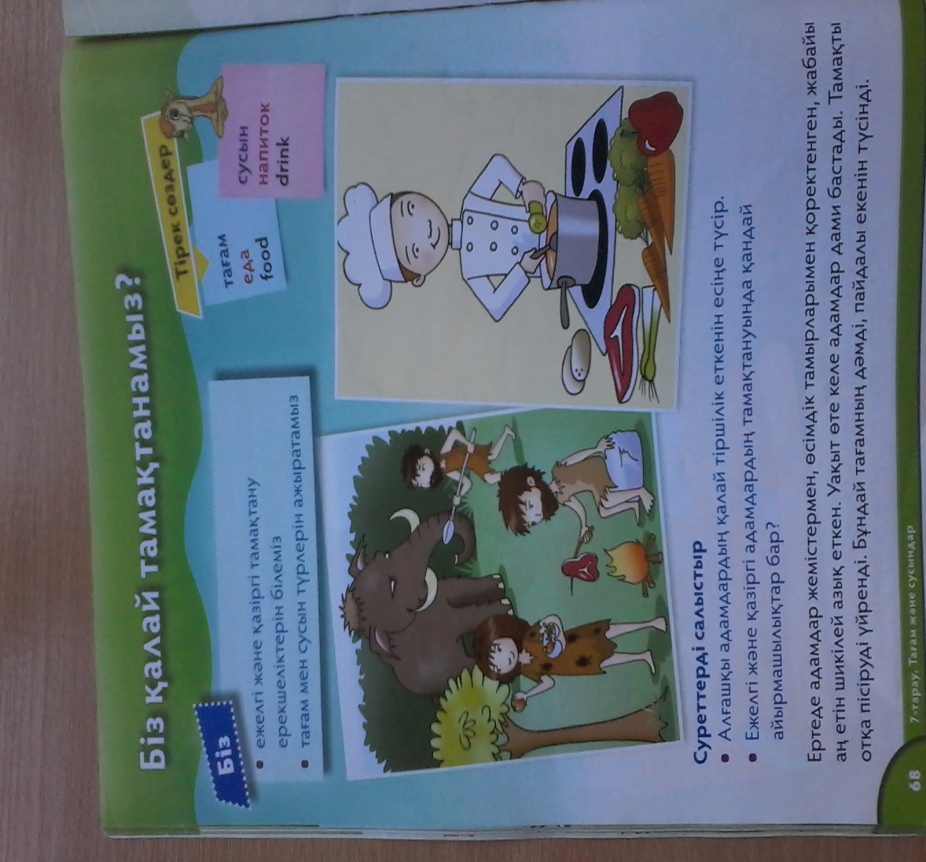 Біз қалай тамақтанамыз?
Біз
• ежелгі және қазіргі тамақтану
ерекшеліктерін білеміз
• тағам мен сусын түрлерін ажыратамыз
Тірек сөздер
тағам
еда
food
сусын
напиток
drink
Суреттерді салыстыр
• Алғашқы адамдардың қалай тіршілік еткенін есіңе түсір.
• Ежелгі және қазіргі адамдардың тамақтануында қандай
айырмашылықтар бар?
Ертеде адамдар жемістермен, өсімдік тамырларымен қоректенген, жабайы
аң етін шикілей азық еткен. Уақыт өте келе адамдар дами бастады. Тамақты
отқа пісіруді үйренді. Бұндай тағамның дәмді, пайдалы екенін түсінді.
68
7-тарау. Тағам және сусындар